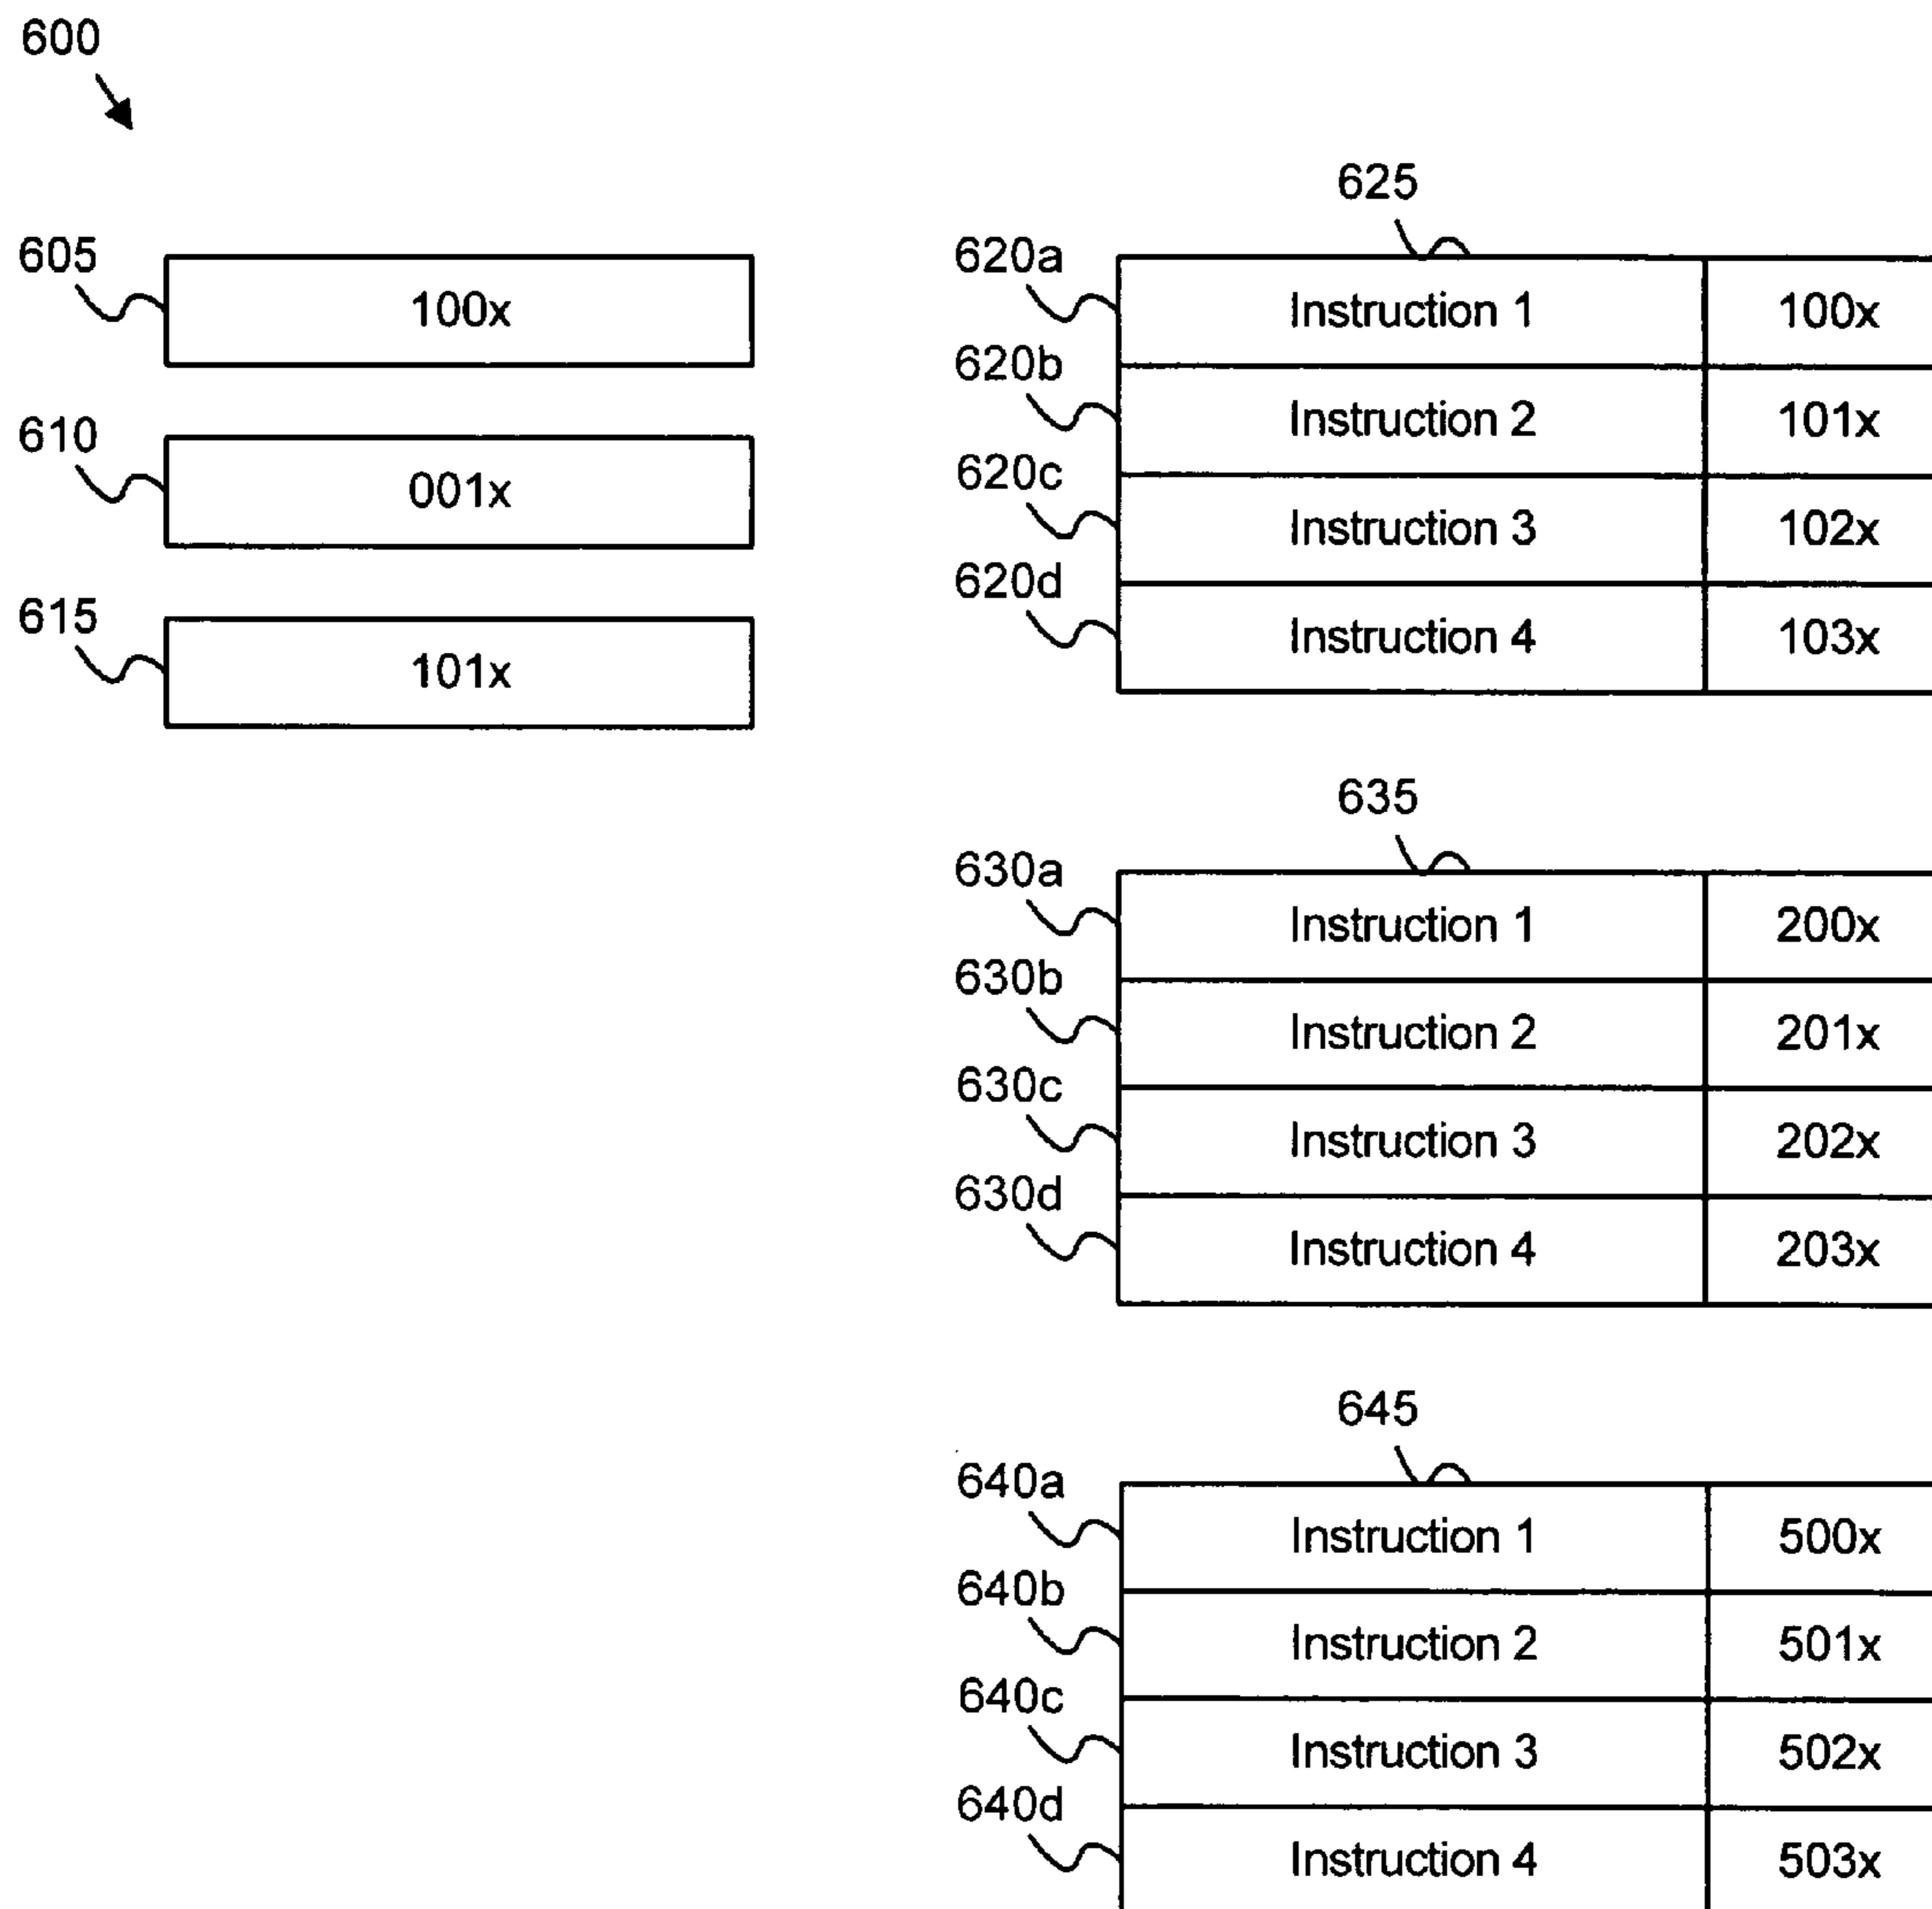 600
605
100x
610
001x
615
101x
625
620a
Instruction 1 100x
620b
Instruction 2 101x
620c
Instruction 3 102x
620d
Instruction 4 103x
635
630a
Instruction 1 200x
630b
Instruction 2 201x
630c
Instruction 3 202x
630d
Instruction 4 203x
645
640a
Instruction 1 500x
640b
Instruction 2 501x
640c
Instruction 3 502x
640d
Instruction 4 503x